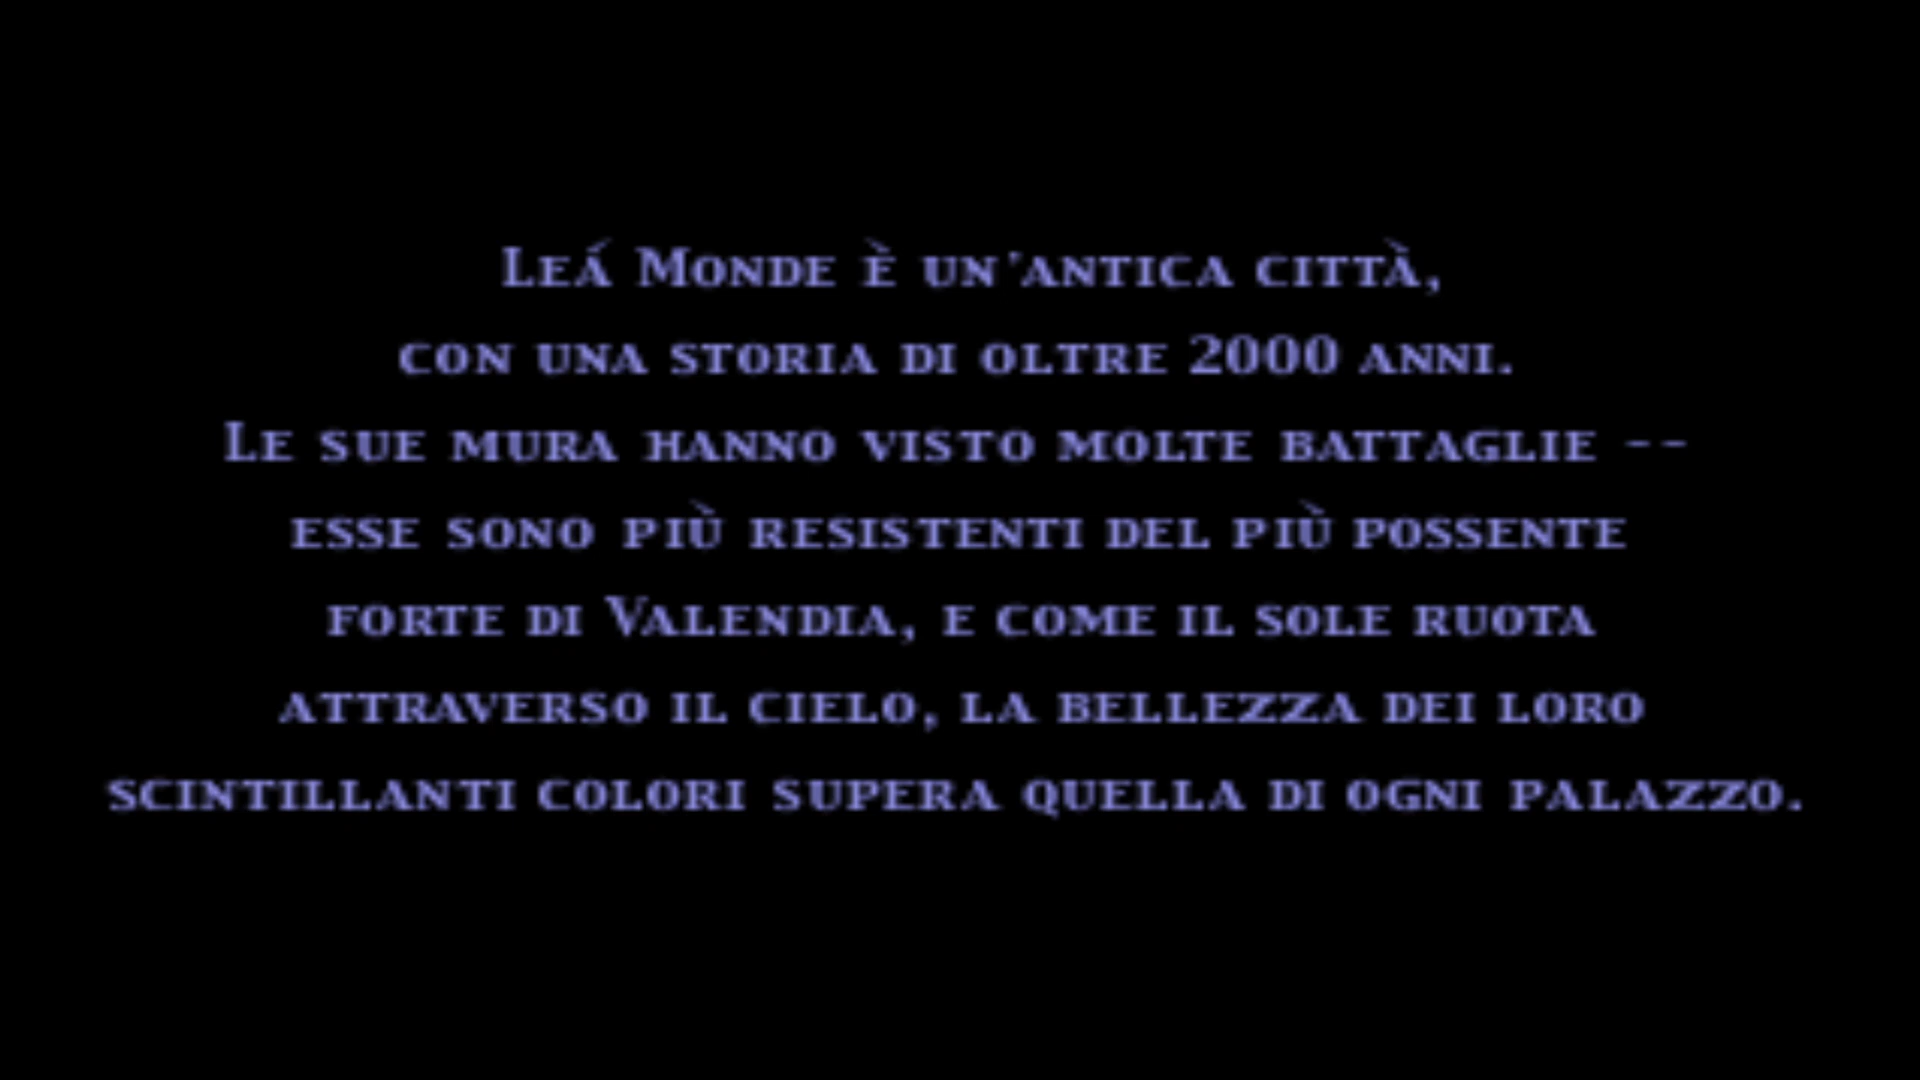 Leá Monde è un'antica città,
con una storia di oltre 2000 anni.
Le sue mura hanno visto molte battaglie --
esse sono più resistenti del più possente
forte di Valendia, e come il sole ruota
attraverso il cielo, la bellezza dei loro
scintillanti colori supera quella di ogni palazzo.